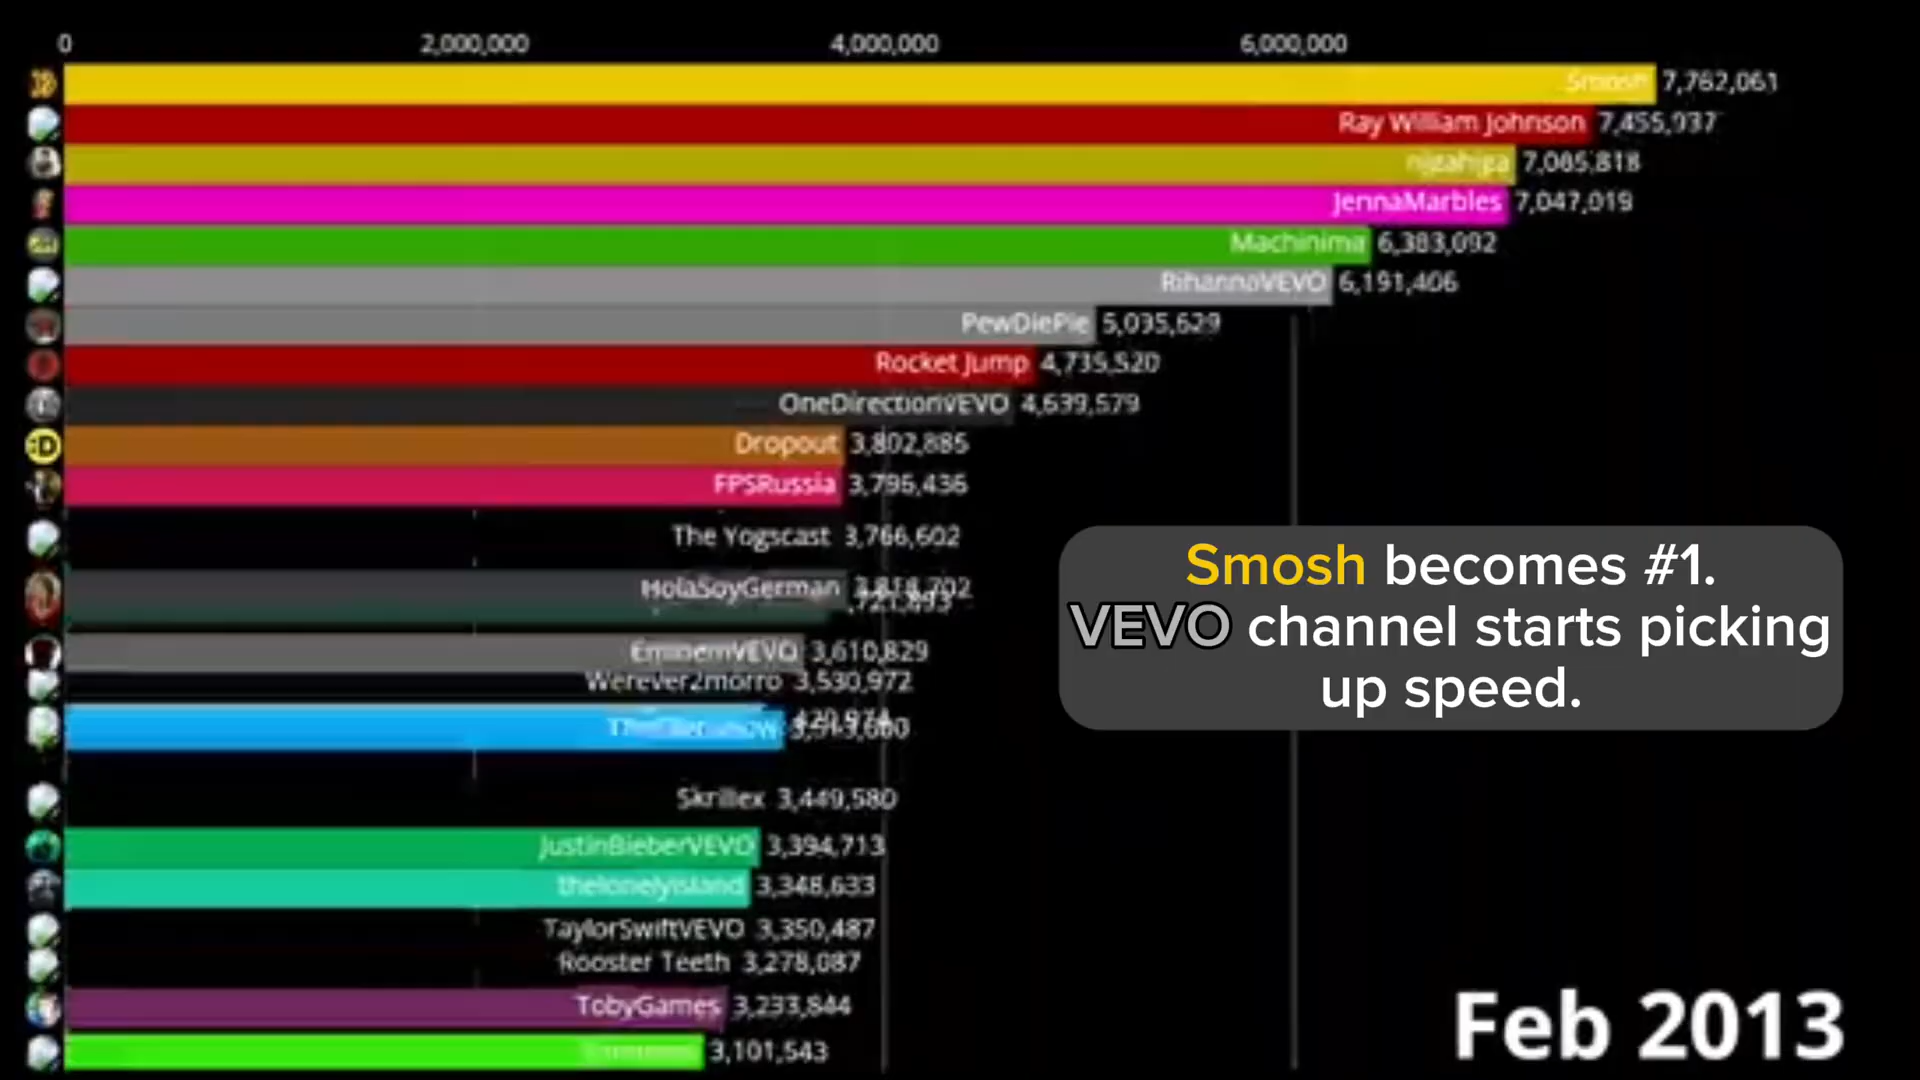 0 2,000,000 4,000,000 6,000,000
Smosh 7,762,061
Ray William Johnson 7,455,937
nigahiga 7,085,818
JennaMarbles 7,047,019
Machinima 6,383,092
RihannaVEVO 6,191,406
PewDiePie 5,035,629
Rocket Jump 4,735,520
OneDirectionVEVO 4,639,579
:D Dropout 3,802,885
FPSRussia 3,795,436
The Yogscast 3,766,602
HolaSoyGerman
EminemVEVO 3,610,829
Werever2morro 3,530,972
Skrillex 3,449,580
JustinBieberVEVO 3,394,713
thelonelyisland 3,348,633
TaylorSwiftVEVO 3,350,487
Rooster Teeth 3,278,087
TobyGames 3,233,844
3,101,543
Smosh becomes #1.
VEVO channel starts picking
up speed.
Feb 2013